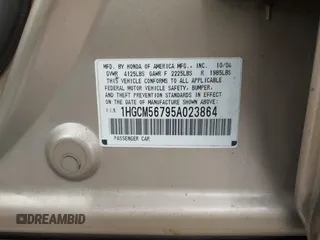 MFD. BY HONDA OF AMERICA MFG., INC. 10/04
GVWR 4125LBS GAWR F 2225LBS R 1985LBS
THIS VEHICLE CONFORMS TO ALL APPLICABLE
FEDERAL MOTOR VEHICLE SAFETY, BUMPER,
AND THEFT PREVENTION STANDARDS IN EFFECT ON
THE DATE OF MANUFACTURE SHOWN ABOVE.
V.I.N. 1HGCM56795A023864
PASSENGER CAR
DREAMBID